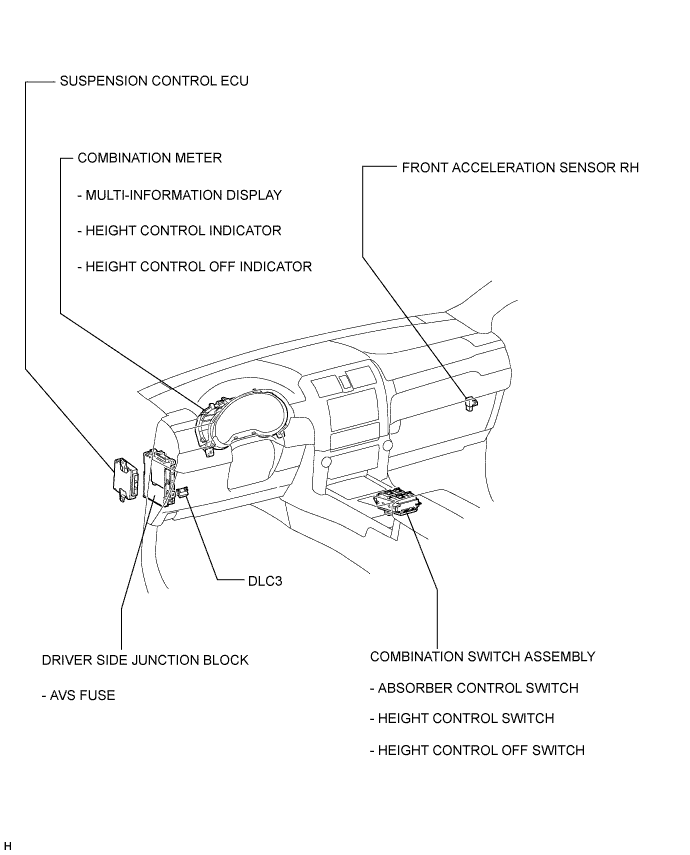 SUSPENSION CONTROL ECU
COMBINATION METER
- MULTI-INFORMATION DISPLAY
- HEIGHT CONTROL INDICATOR
- HEIGHT CONTROL OFF INDICATOR
FRONT ACCELERATION SENSOR RH
DLC3
DRIVER SIDE JUNCTION BLOCK
- AVS FUSE
COMBINATION SWITCH ASSEMBLY
- ABSORBER CONTROL SWITCH
- HEIGHT CONTROL SWITCH
- HEIGHT CONTROL OFF SWITCH
H